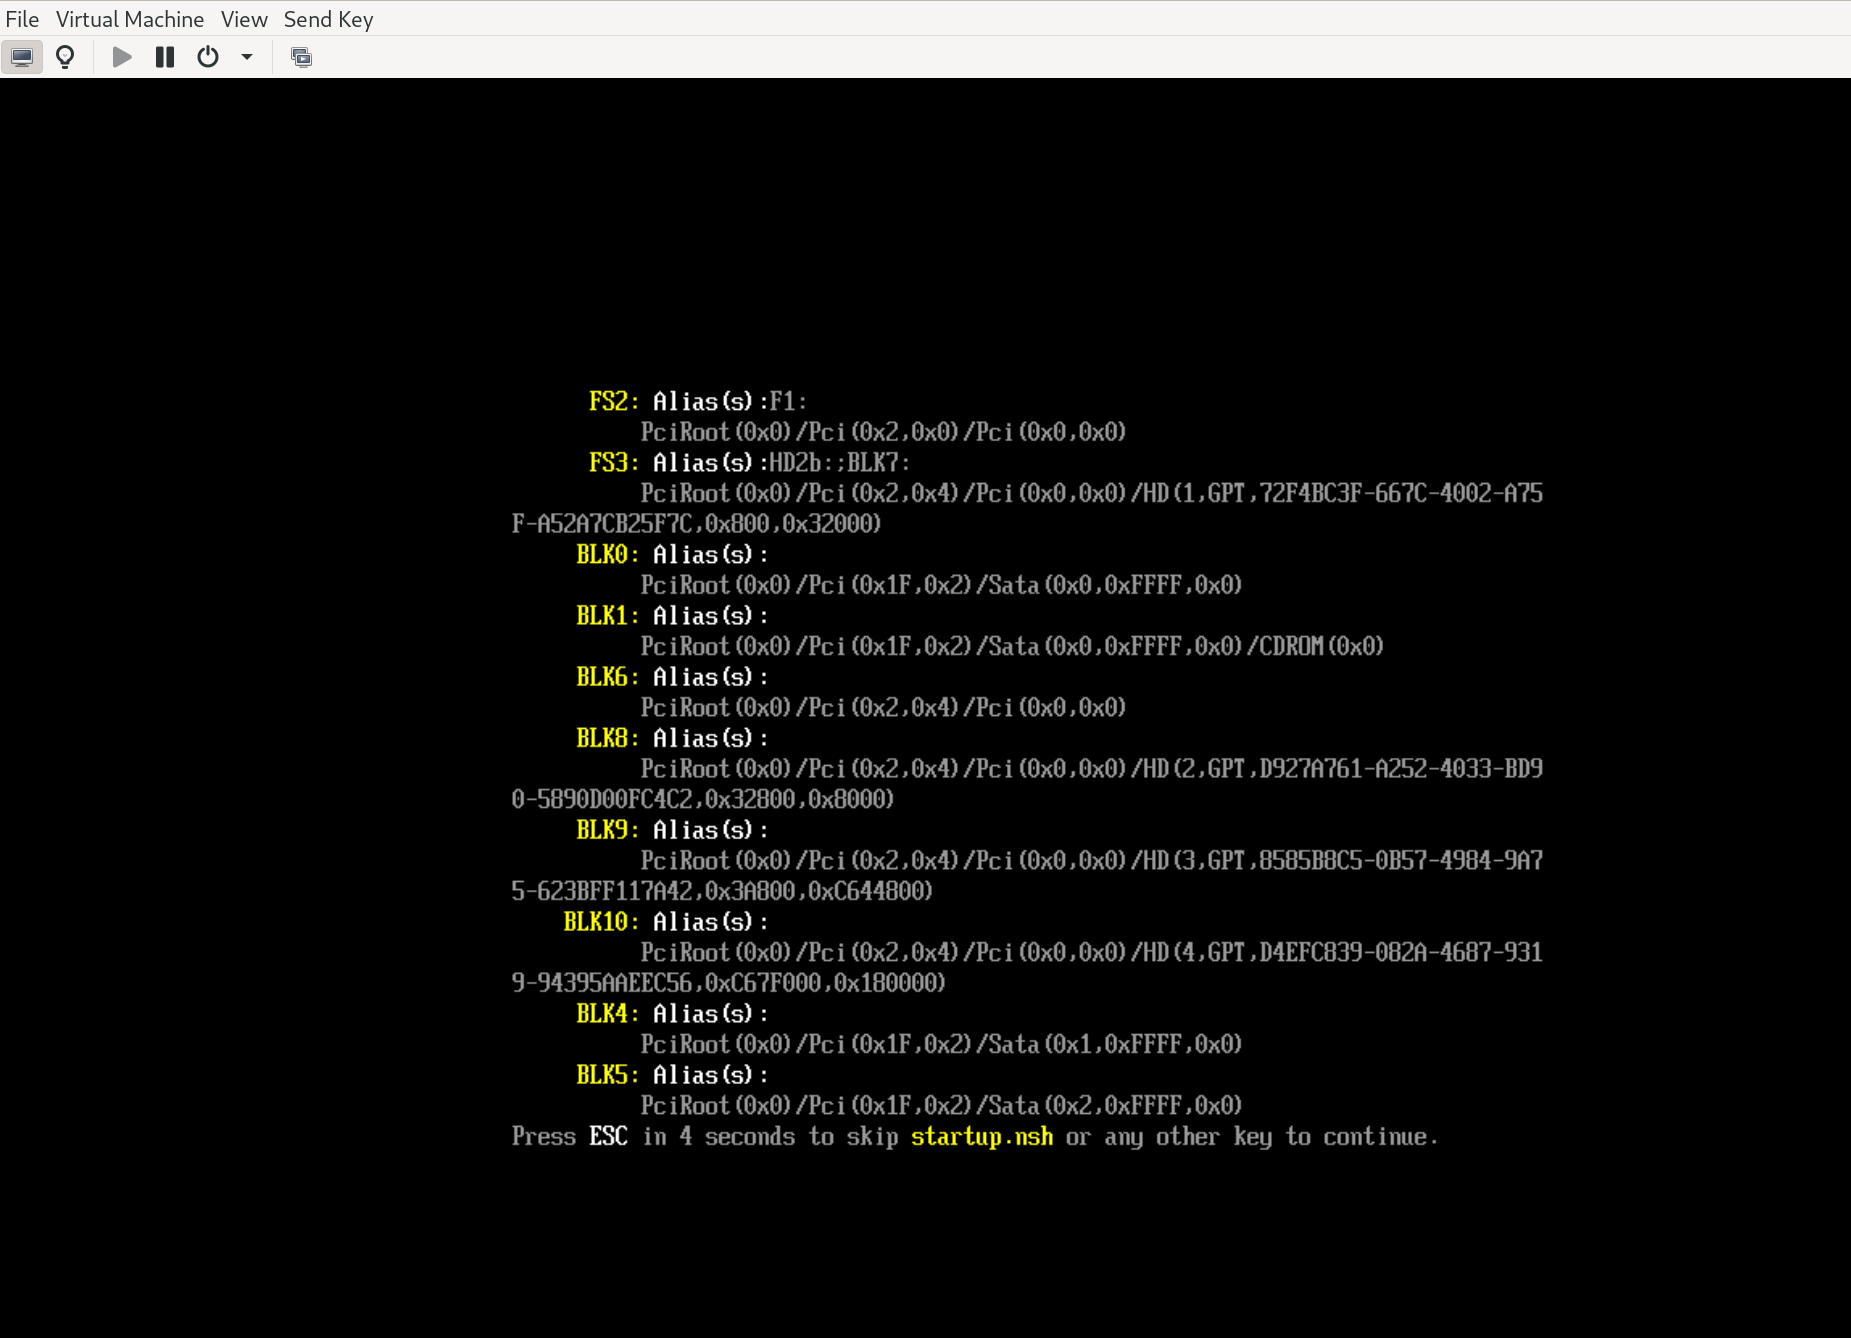 File Virtual Machine View Send Key
FS2: Alias(s):F1:
PciRoot(0x0)/Pci(0x2,0x0)/Pci(0x0,0x0)
FS3: Alias(s):HD2b:;BLK7:
PciRoot(0x0)/Pci(0x2,0x4)/Pci(0x0,0x0)/HD(1,GPT,72F4BC3F-667C-4002-A75
F-A52A7CB25F7C,0x800,0x32000)
BLK0: Alias(s):
PciRoot(0x0)/Pci(0x1F,0x2)/Sata(0x0,0xFFFF,0x0)
BLK1: Alias(s):
PciRoot(0x0)/Pci(0x1F,0x2)/Sata(0x0,0xFFFF,0x0)/CDROM(0x0)
BLK6: Alias(s):
PciRoot(0x0)/Pci(0x2,0x4)/Pci(0x0,0x0)
BLK8: Alias(s):
PciRoot(0x0)/Pci(0x2,0x4)/Pci(0x0,0x0)/HD(2,GPT,D927A761-A252-4033-BD9
0-5890D00FC4C2,0x32800,0x8000)
BLK9: Alias(s):
PciRoot(0x0)/Pci(0x2,0x4)/Pci(0x0,0x0)/HD(3,GPT,8585B8C5-0B57-4984-9A7
5-623BFF117A42,0x3A800,0xC644800)
BLK10: Alias(s):
PciRoot(0x0)/Pci(0x2,0x4)/Pci(0x0,0x0)/HD(4,GPT,D4EFC839-082A-4687-931
9-94395AAEEC56,0xC67F000,0x180000)
BLK4: Alias(s):
PciRoot(0x0)/Pci(0x1F,0x2)/Sata(0x1,0xFFFF,0x0)
BLK5: Alias(s):
PciRoot(0x0)/Pci(0x1F,0x2)/Sata(0x2,0xFFFF,0x0)
Press ESC in 4 seconds to skip startup.nsh or any other key to continue.